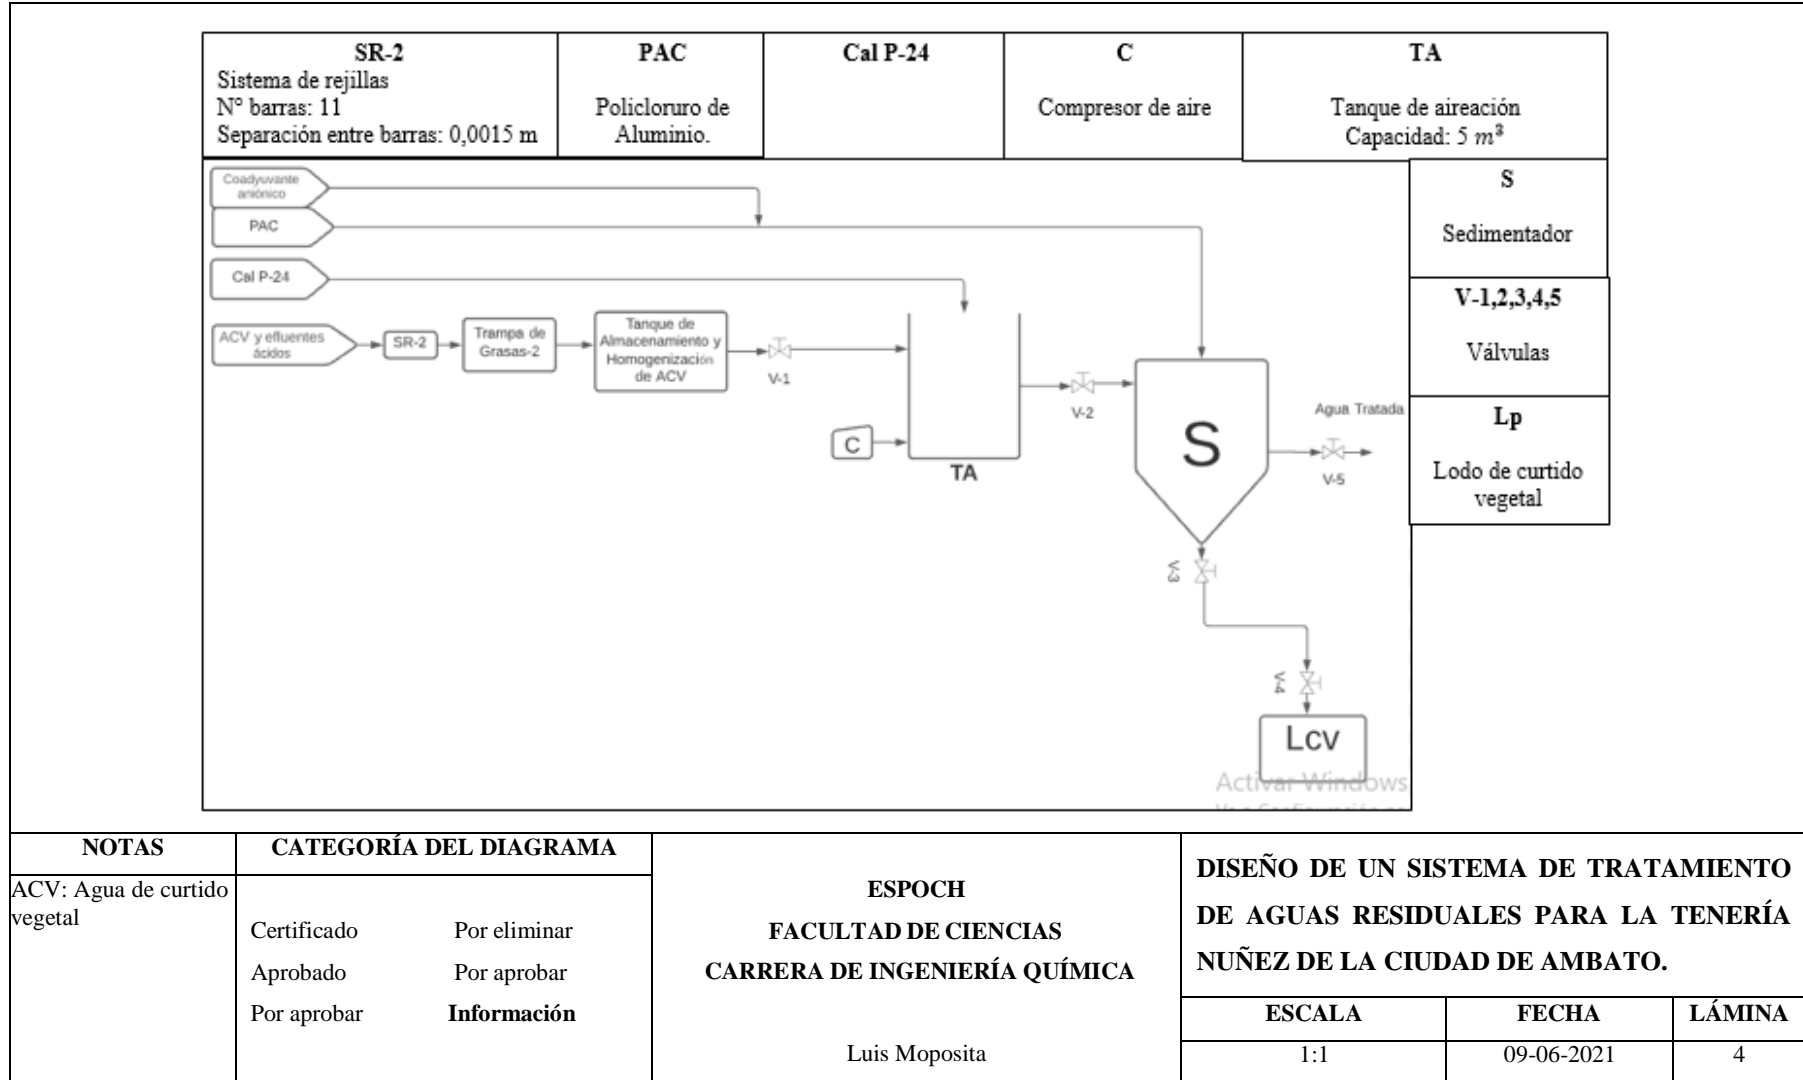 SR-2
Sistema de rejillas
N° barras: 11
Separación entre barras: 0,0015 m
PAC
Policloruro de
Aluminio.
Cal P-24
C
Compresor de aire
TA
Tanque de aireación
Capacidad: 5 m³
S
Sedimentador
V-1,2,3,4,5
Válvulas
Lp
Lodo de curtido
vegetal
Coadyuvante
aniónico
PAC
Cal P-24
ACV y efluentes
ácidos
SR-2
Trampa de
Grasas-2
Tanque de
Almacenamiento y
Homogenización
de ACV
V-1
C
TA
V-2
S
Agua Tratada
V-5
V-3
V-4
Lcv
Activar Windows
NOTAS
ACV: Agua de curtido
vegetal
CATEGORÍA DEL DIAGRAMA
Certificado Por eliminar
Aprobado Por aprobar
Por aprobar Información
ESPOCH
FACULTAD DE CIENCIAS
CARRERA DE INGENIERÍA QUÍMICA
Luis Moposita
DISEÑO DE UN SISTEMA DE TRATAMIENTO
DE AGUAS RESIDUALES PARA LA TENERÍA
NUÑEZ DE LA CIUDAD DE AMBATO.
ESCALA FECHA LÁMINA
1:1 09-06-2021 4